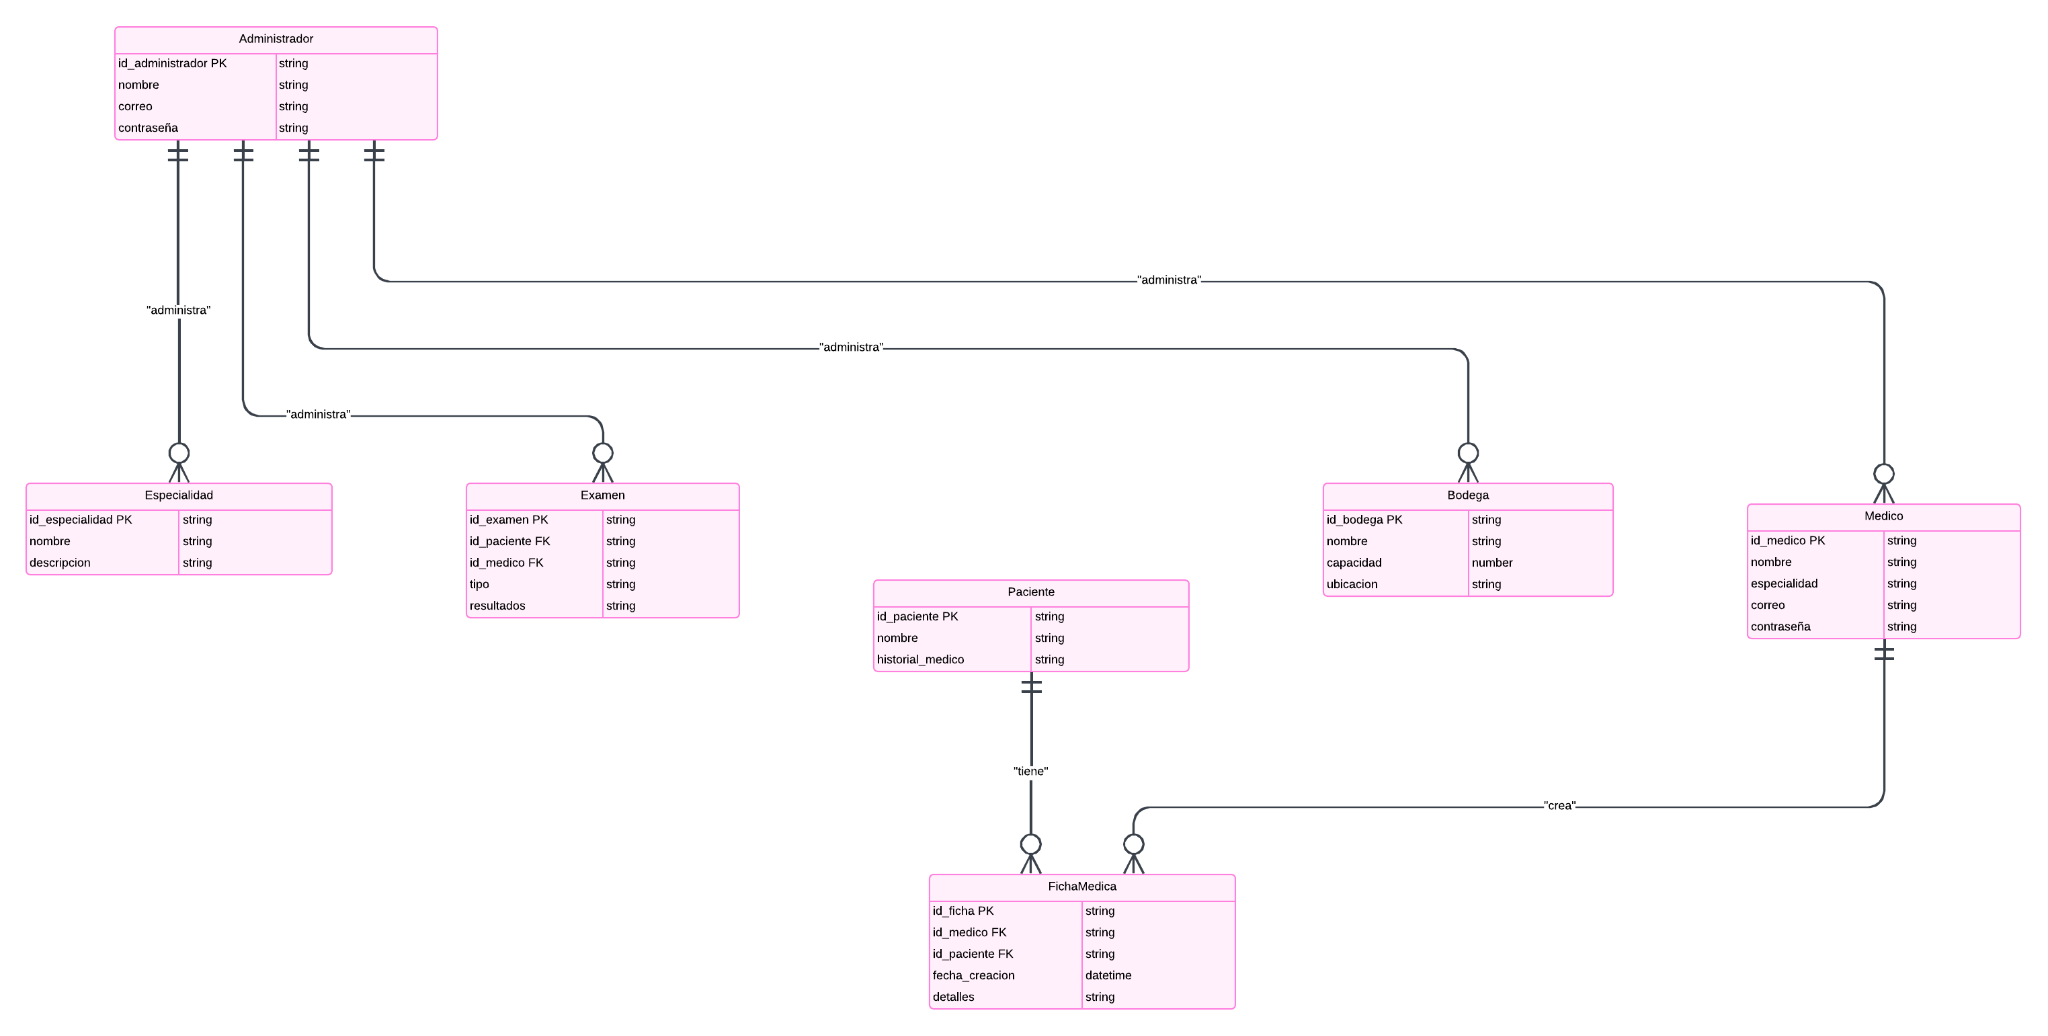 Administrador
id_administrador PK string
nombre string
correo string
contraseña string
"administra"
"administra"
"administra"
"administra"
Especialidad
id_especialidad PK string
nombre string
descripcion string
Examen
id_examen PK string
id_paciente FK string
id_medico FK string
tipo string
resultados string
Bodega
id_bodega PK string
nombre string
capacidad number
ubicacion string
Medico
id_medico PK string
nombre string
especialidad string
correo string
contraseña string
Paciente
id_paciente PK string
nombre string
historial_medico string
"tiene"
"crea"
FichaMedica
id_ficha PK string
id_medico FK string
id_paciente FK string
fecha_creacion datetime
detalles string